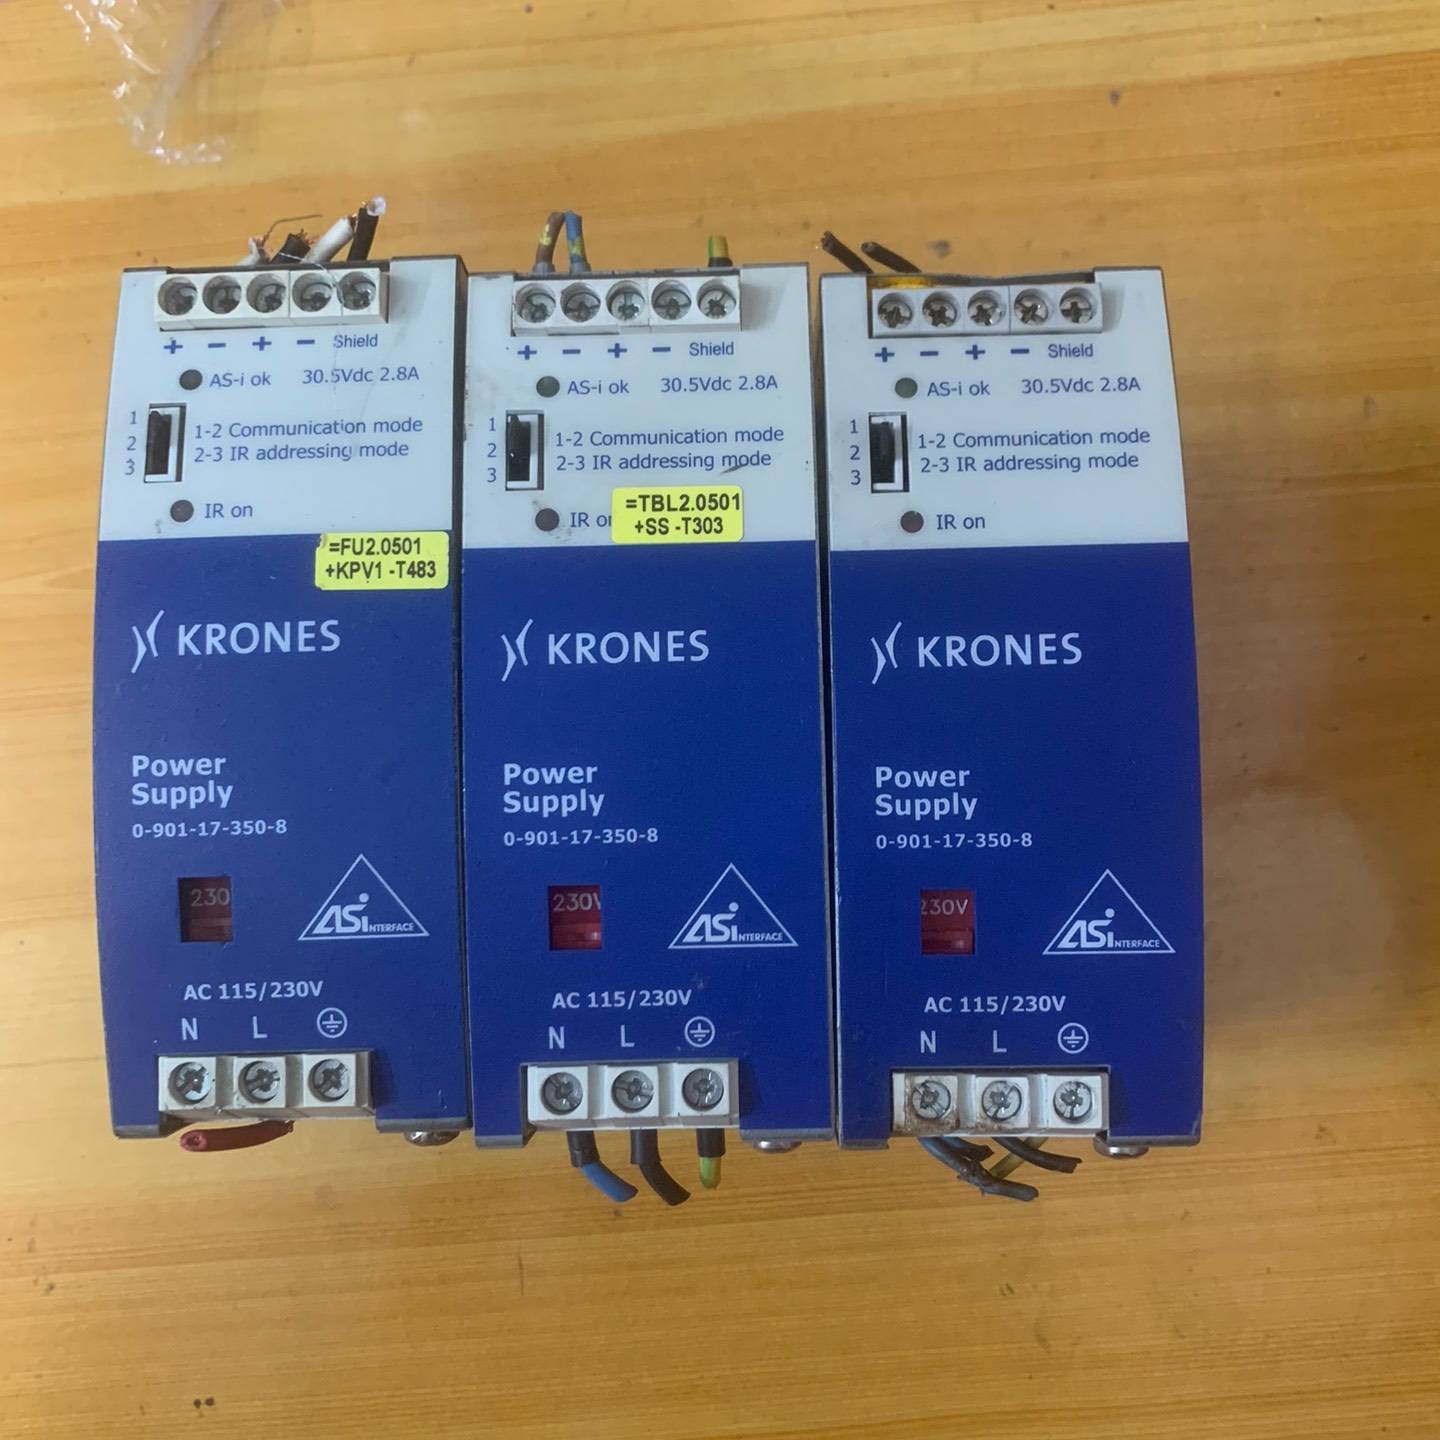 + − + − Shield
AS-i ok 30.5Vdc 2.8A
1
2
3
1-2 Communication mode
2-3 IR addressing mode
IR on
=FU2.0501
+KPV1 -T483
KRONES
Power
Supply
0-901-17-350-8
230
ASi INTERFACE
AC 115/230V
N L
+ − + − Shield
AS-i ok 30.5Vdc 2.8A
1
2
3
1-2 Communication mode
2-3 IR addressing mode
IR
=TBL2.0501
+SS -T303
KRONES
Power
Supply
0-901-17-350-8
230V
ASi INTERFACE
AC 115/230V
N L
+ − + − Shield
AS-i ok 30.5Vdc 2.8A
1
2
3
1-2 Communication mode
2-3 IR addressing mode
IR on
KRONES
Power
Supply
0-901-17-350-8
230V
ASi INTERFACE
AC 115/230V
N L